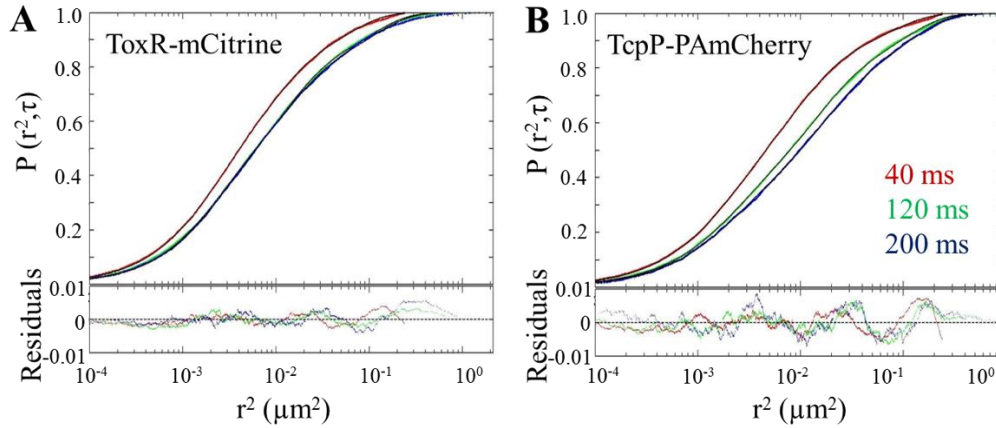 A
ToxR-mCitrine
P (r²,τ)
1.0
0.8
0.6
0.4
0.2
Residuals
0.01
0
-0.01
10⁻⁴ 10⁻³ 10⁻² 10⁻¹ 10⁰
r² (µm²)
B
TcpP-PAmCherry
P (r²,τ)
1.0
0.8
0.6
0.4
0.2
40 ms
120 ms
200 ms
Residuals
0.01
0
-0.01
10⁻⁴ 10⁻³ 10⁻² 10⁻¹ 10⁰
r² (µm²)